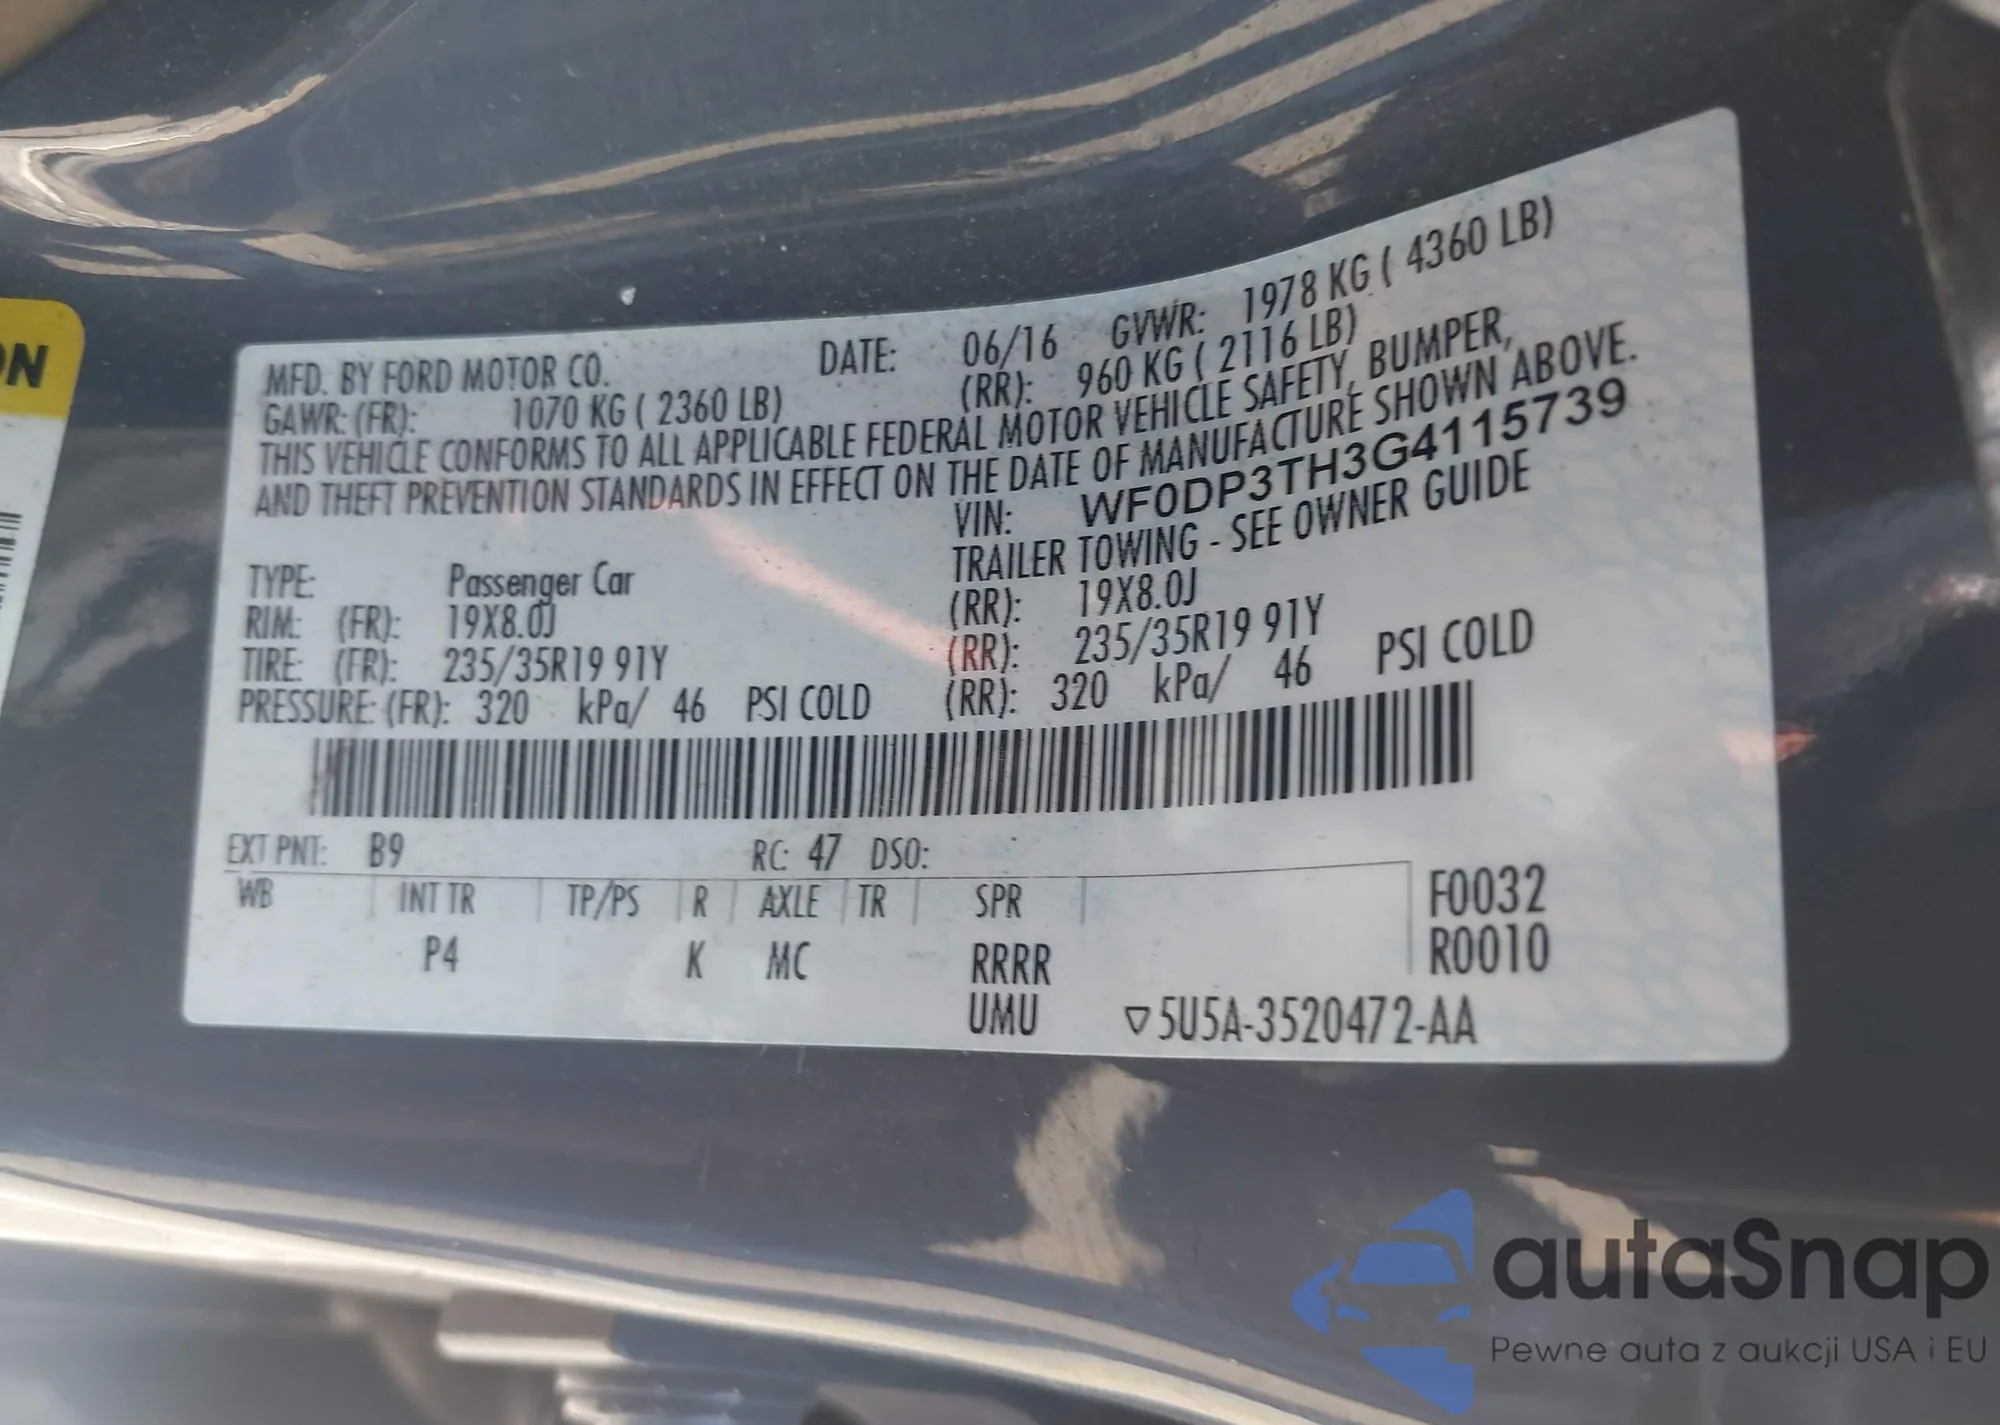 ON
MFD. BY FORD MOTOR CO. DATE: 06/16 GVWR: 1978 KG ( 4360 LB)
GAWR: (FR): 1070 KG ( 2360 LB) (RR): 960 KG ( 2116 LB)
THIS VEHICLE CONFORMS TO ALL APPLICABLE FEDERAL MOTOR VEHICLE SAFETY, BUMPER,
AND THEFT PREVENTION STANDARDS IN EFFECT ON THE DATE OF MANUFACTURE SHOWN ABOVE.
VIN: WF0DP3TH3G4115739
TRAILER TOWING - SEE OWNER GUIDE
TYPE: Passenger Car
RIM: (FR): 19X8.0J (RR): 19X8.0J
TIRE: (FR): 235/35R19 91Y (RR): 235/35R19 91Y
PRESSURE: (FR): 320 kPa/ 46 PSI COLD (RR): 320 kPa/ 46 PSI COLD
EXT PNT: B9 RC: 47 DSO:
WB INT TR TP/PS R AXLE TR SPR F0032
P4 K MC RRRR R0010
UMU ▽5U5A-3520472-AA
autaSnap
Pewne auta z aukcji USA i EU